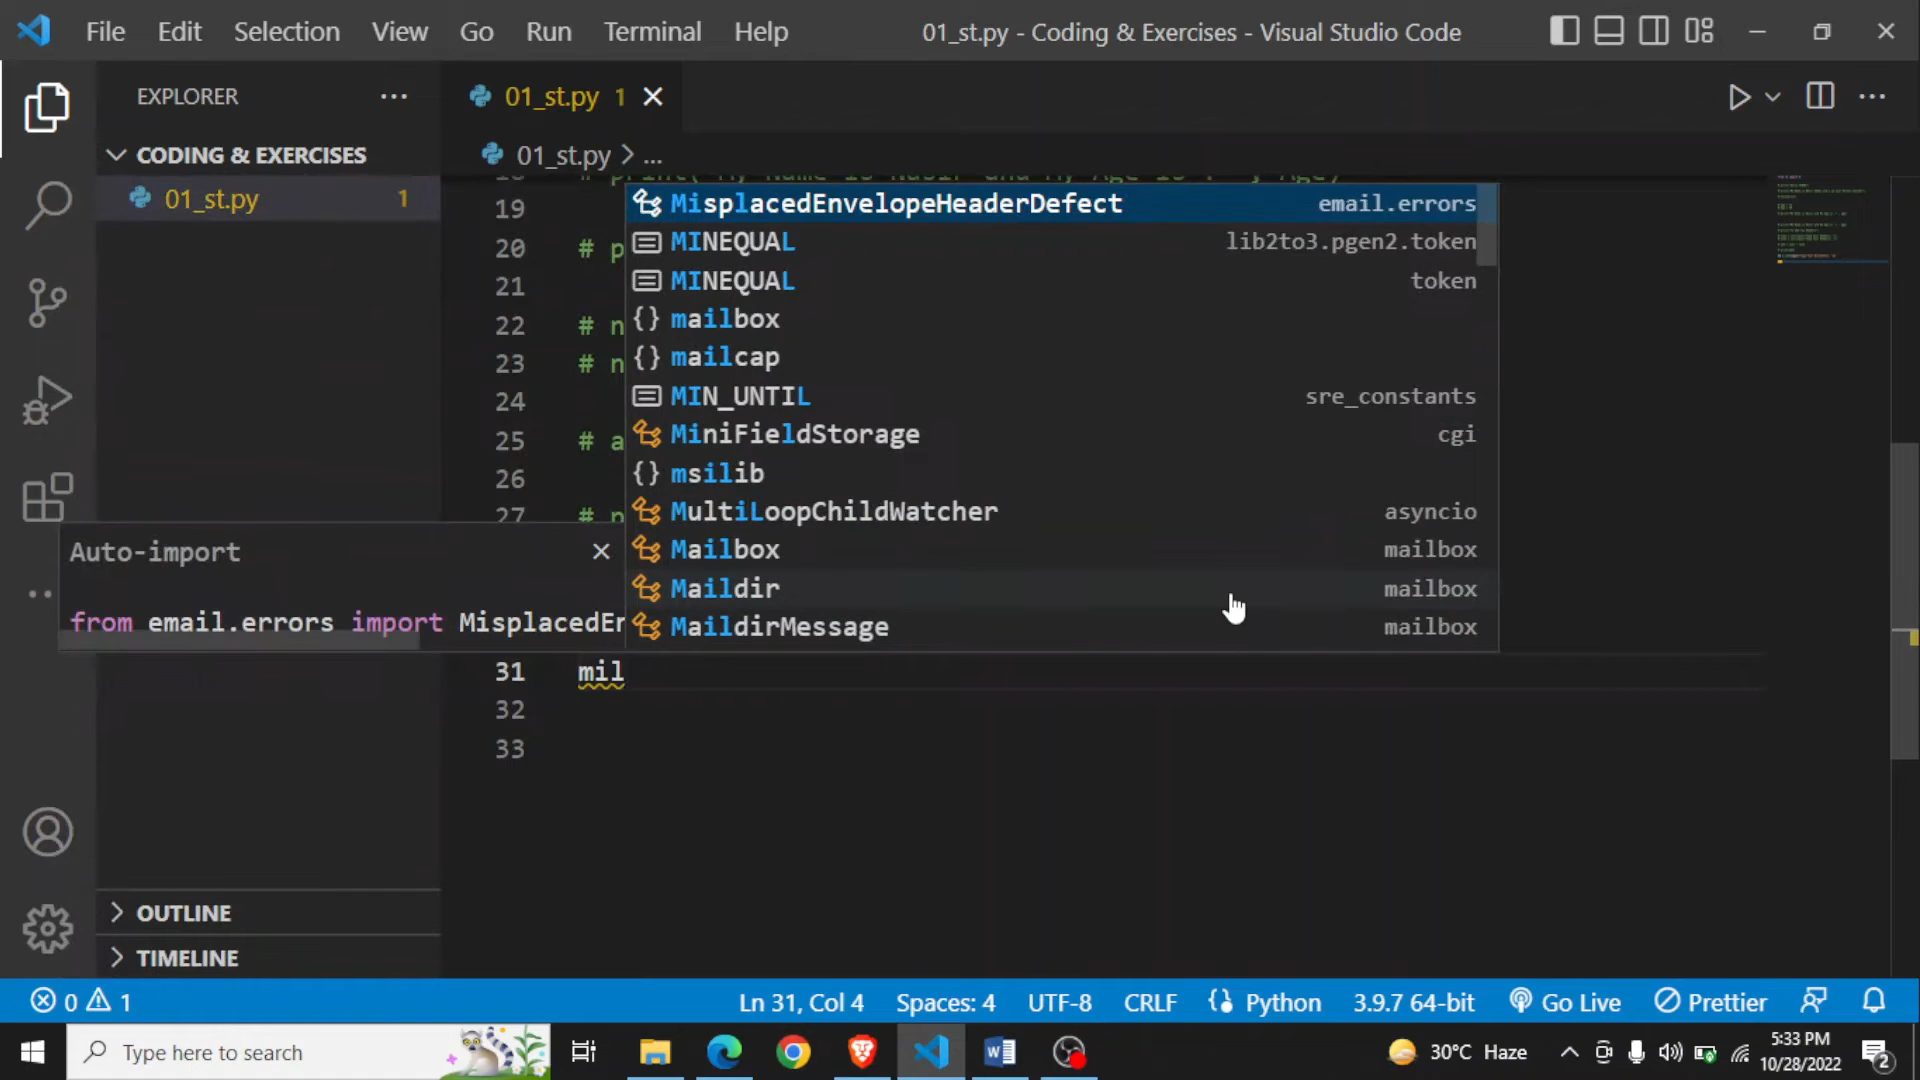 File Edit Selection View Go Run Terminal Help 01_st.py - Coding & Exercises - Visual Studio Code
EXPLORER
01_st.py 1
CODING & EXERCISES
01_st.py 1
01_st.py > ...
19
20 # p
21
22 # n
23 # n
24
25 # a
26
27 # p
MisplacedEnvelopeHeaderDefect email.errors
MINEQUAL lib2to3.pgen2.token
MINEQUAL token
mailbox
mailcap
MIN_UNTIL sre_constants
MiniFieldStorage cgi
msilib
MultiLoopChildWatcher asyncio
Mailbox mailbox
Maildir mailbox
MaildirMessage mailbox
Auto-import
from email.errors import MisplacedEr
31 mil
32
33
OUTLINE
TIMELINE
0 1 Ln 31, Col 4 Spaces: 4 UTF-8 CRLF Python 3.9.7 64-bit Go Live Prettier
Type here to search
30°C Haze
5:33 PM
10/28/2022
2